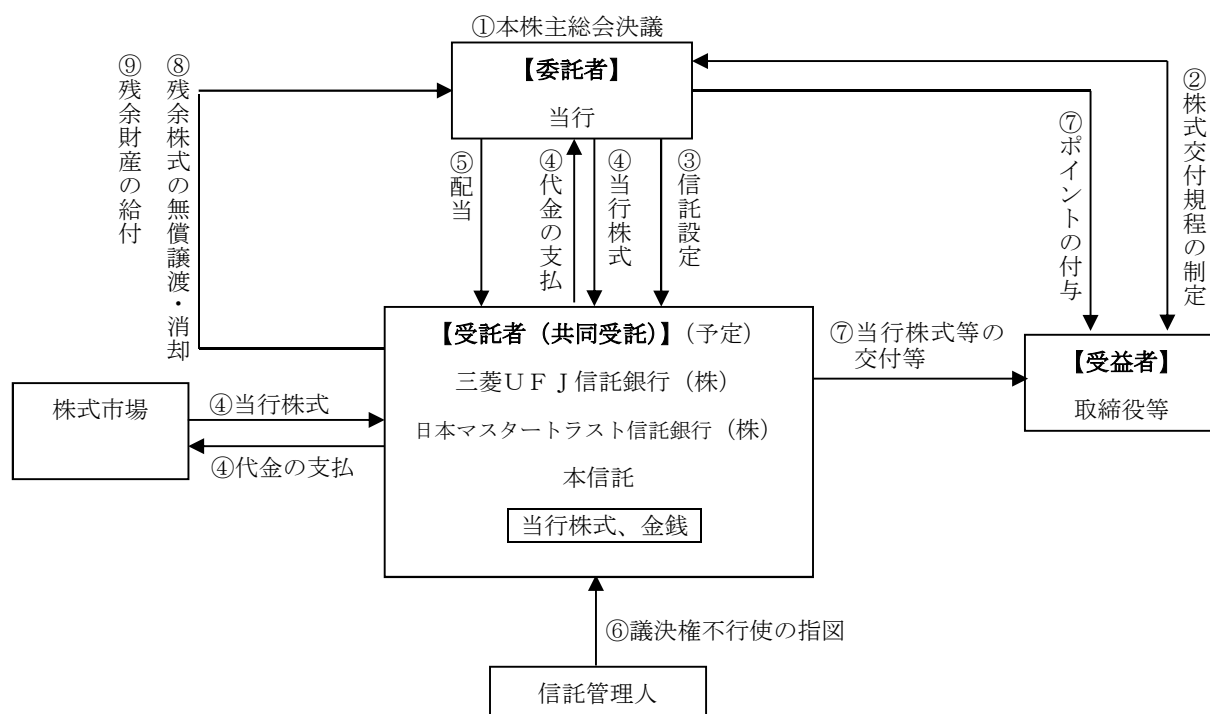 ①本株主総会決議
【委託者】
当行
⑨残余財産の給付
⑧残余株式の無償譲渡・消却
⑤配当
④代金の支払
④当行株式
③信託設定
⑦ポイントの付与
②株式交付規程の制定
【受託者（共同受託）】（予定）
三菱ＵＦＪ信託銀行（株）
日本マスタートラスト信託銀行（株）
本信託
当行株式、金銭
株式市場
④当行株式
④代金の支払
⑦当行株式等の
交付等
【受益者】
取締役等
⑥議決権不行使の指図
信託管理人